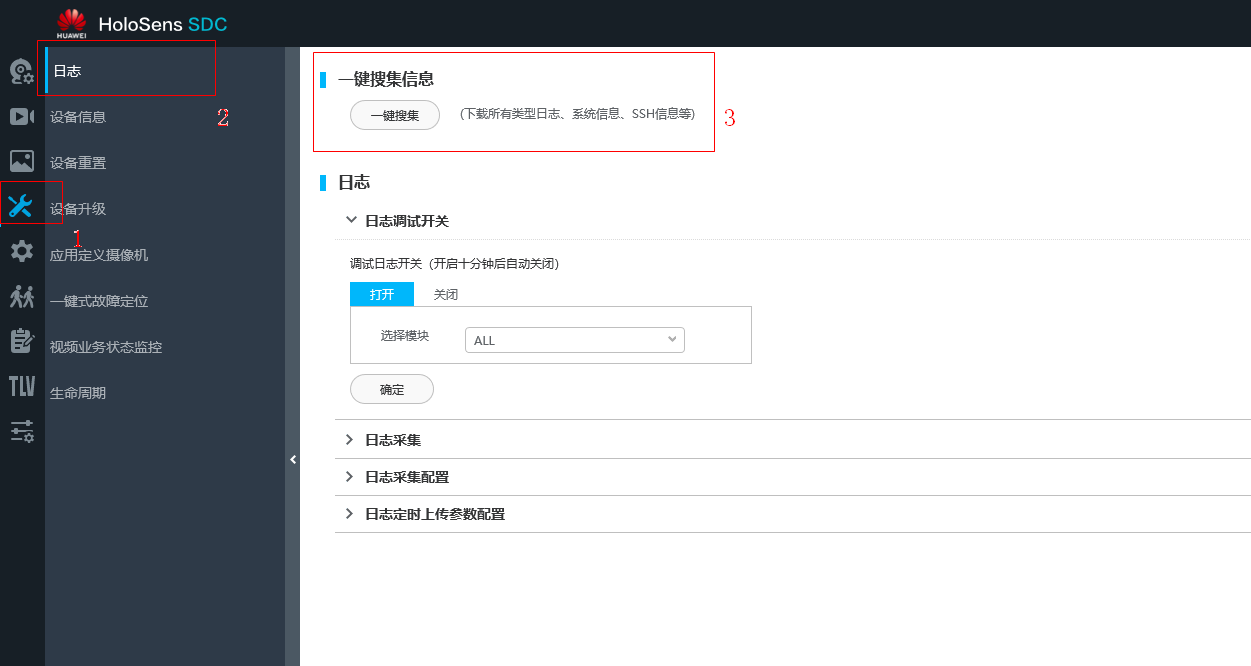 HUAWEI
HoloSens SDC
日志
设备信息
2
设备重置
设备升级
1
应用定义摄像机
一键式故障定位
视频业务状态监控
TLV
生命周期
一键搜集信息
一键搜集
(下载所有类型日志、系统信息、SSH信息等)
3
日志
日志调试开关
调试日志开关 (开启十分钟后自动关闭)
打开
关闭
选择模块
ALL
确定
日志采集
日志采集配置
日志定时上传参数配置